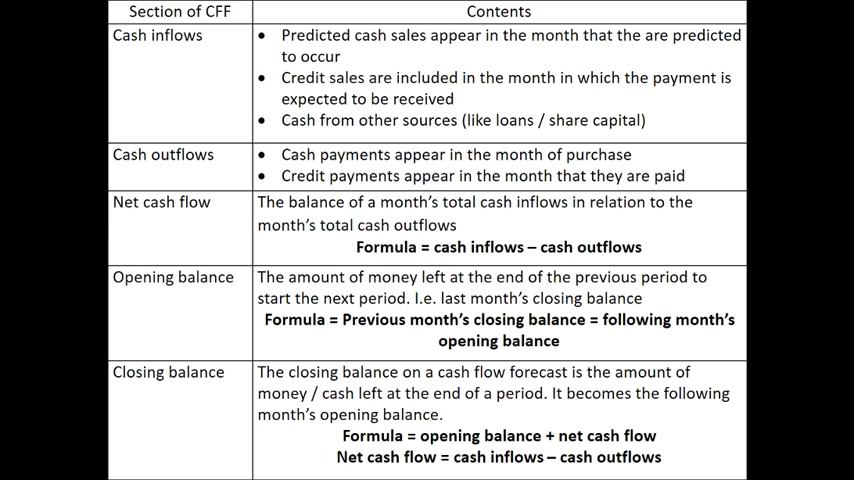 Section of CFF
Contents
Cash inflows
• Predicted cash sales appear in the month that the are predicted
to occur
• Credit sales are included in the month in which the payment is
expected to be received
• Cash from other sources (like loans / share capital)
Cash outflows
• Cash payments appear in the month of purchase
• Credit payments appear in the month that they are paid
Net cash flow
The balance of a month's total cash inflows in relation to the
month's total cash outflows
Formula = cash inflows – cash outflows
Opening balance
The amount of money left at the end of the previous period to
start the next period. I.e. last month's closing balance
Formula = Previous month's closing balance = following month's
opening balance
Closing balance
The closing balance on a cash flow forecast is the amount of
money / cash left at the end of a period. It becomes the following
month's opening balance.
Formula = opening balance + net cash flow
Net cash flow = cash inflows – cash outflows